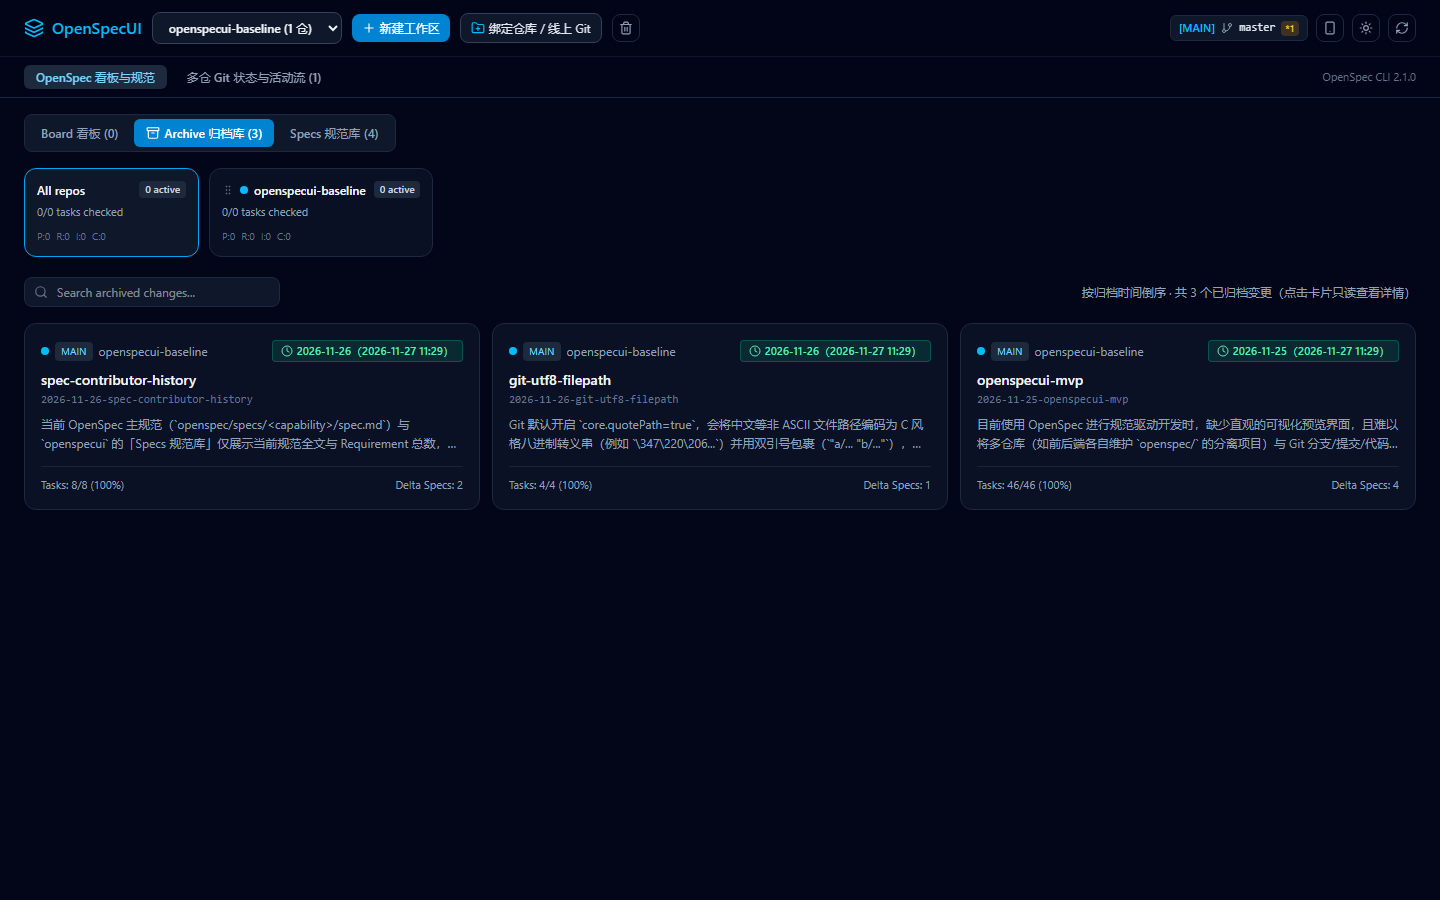 OpenSpecUI
openspecui-baseline (1 仓)
新建工作区
绑定仓库 / 线上 Git
[MAIN] master *1
OpenSpec 看板与规范
多仓 Git 状态与活动流 (1)
OpenSpec CLI 2.1.0
Board 看板 (0)
Archive 归档库 (3)
Specs 规范库 (4)
All repos
0 active
0/0 tasks checked
P:0 R:0 I:0 C:0
openspecui-baseline
0 active
0/0 tasks checked
P:0 R:0 I:0 C:0
Search archived changes...
按归档时间倒序 · 共 3 个已归档变更（点击卡片只读查看详情）
MAIN openspecui-baseline
2026-11-26（2026-11-27 11:29）
spec-contributor-history
2026-11-26-spec-contributor-history
当前 OpenSpec 主规范（`openspec/specs/<capability>/spec.md`）与
`openspecui` 的「Specs 规范库」仅展示当前规范全文与 Requirement 总数，...
Tasks: 8/8 (100%)
Delta Specs: 2
MAIN openspecui-baseline
2026-11-26（2026-11-27 11:29）
git-utf8-filepath
2026-11-26-git-utf8-filepath
Git 默认开启 `core.quotePath=true`，会将中文等非 ASCII 文件路径编码为 C 风
格八进制转义串（例如 `\347\220\206...`）并用双引号包裹（`"a/... "b/..."`），...
Tasks: 4/4 (100%)
Delta Specs: 1
MAIN openspecui-baseline
2026-11-25（2026-11-27 11:29）
openspecui-mvp
2026-11-25-openspecui-mvp
目前使用 OpenSpec 进行规范驱动开发时，缺少直观的可视化预览界面，且难以
将多仓库（如前后端各自维护 `openspec/` 的分离项目）与 Git 分支/提交/代码...
Tasks: 46/46 (100%)
Delta Specs: 4